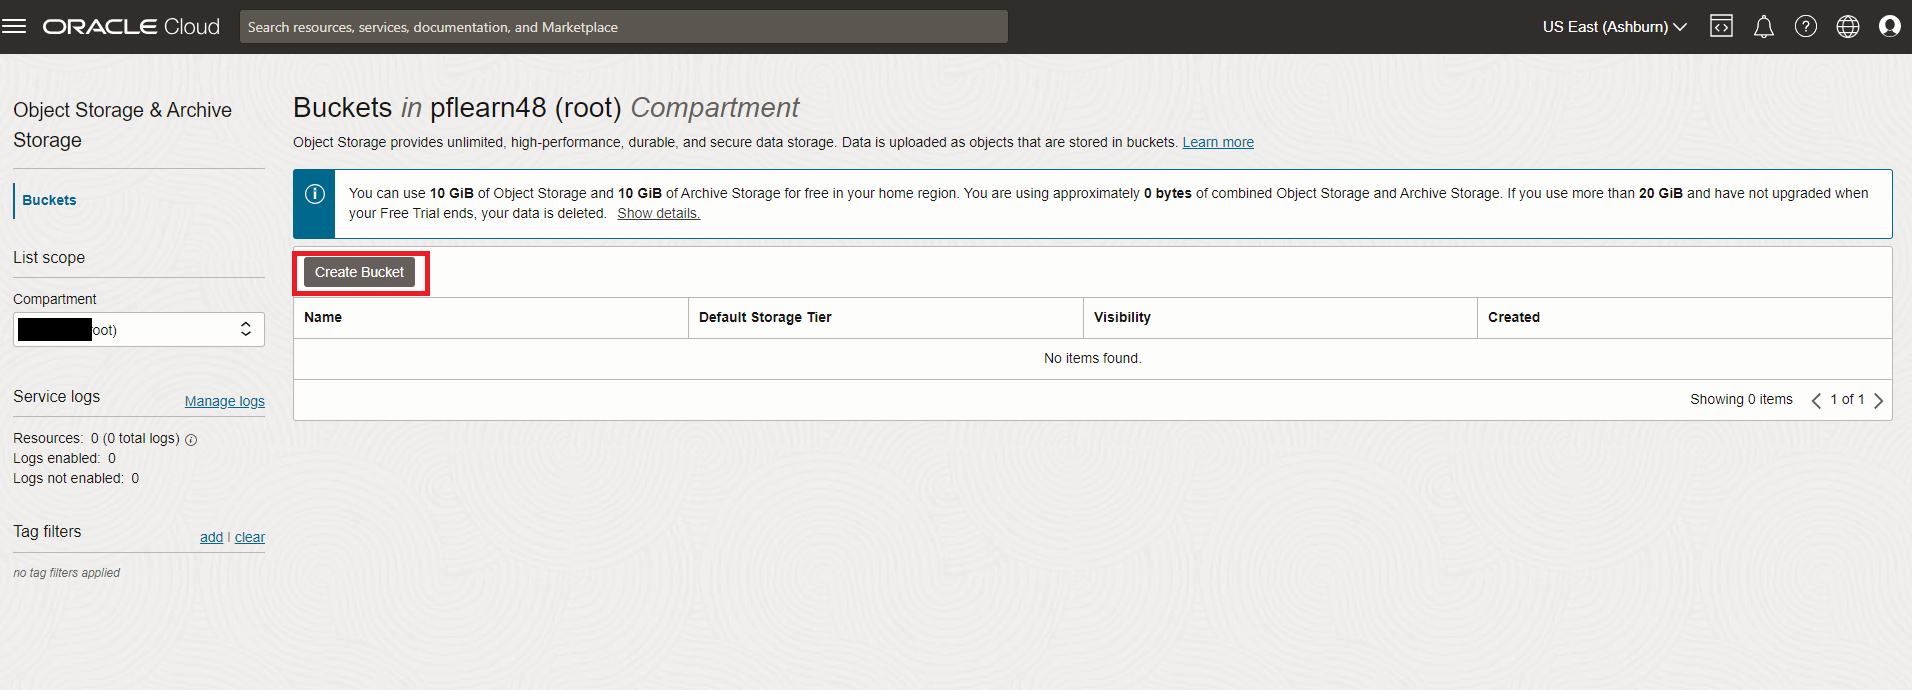 ORACLE Cloud
Search resources, services, documentation, and Marketplace
US East (Ashburn)
Object Storage & Archive
Storage
Buckets
List scope
Compartment
oot)
Service logs
Manage logs
Resources: 0 (0 total logs)
Logs enabled: 0
Logs not enabled: 0
Tag filters
add | clear
no tag filters applied
Buckets in pflearn48 (root) Compartment
Object Storage provides unlimited, high-performance, durable, and secure data storage. Data is uploaded as objects that are stored in buckets. Learn more
You can use 10 GiB of Object Storage and 10 GiB of Archive Storage for free in your home region. You are using approximately 0 bytes of combined Object Storage and Archive Storage. If you use more than 20 GiB and have not upgraded when
your Free Trial ends, your data is deleted. Show details.
Create Bucket
Name Default Storage Tier Visibility Created
No items found.
Showing 0 items 1 of 1